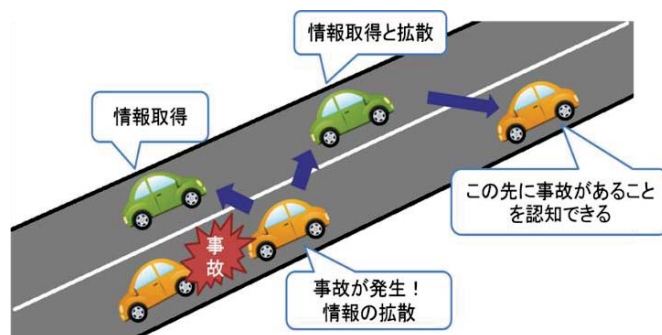 情報取得と拡散
情報取得
この先に事故があること
を認知できる
事故
事故が発生！
情報の拡散